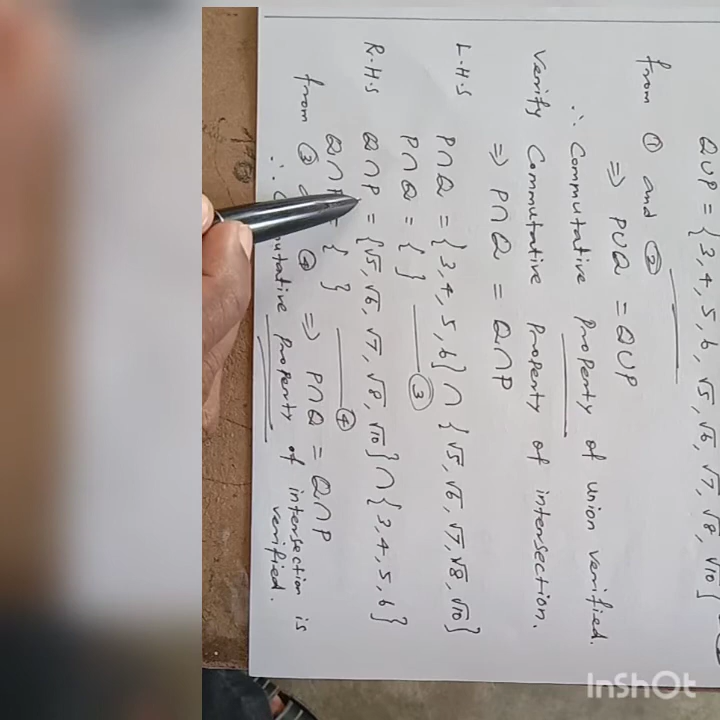 Q∪P = {3, 4, 5, 6, √5, √6, √7, √8, √10}
from ① and ②
⇒ P∪Q = Q∪P
∴ Commutative Property of union verified.
Verify Commutative Property of intersection.
⇒ P∩Q = Q∩P
L.H.S P∩Q = {3, 4, 5, 6} ∩ {√5, √6, √7, √8, √10}
P∩Q = { } ③
R.H.S Q∩P = {√5, √6, √7, √8, √10} ∩ {3, 4, 5, 6}
Q∩P = { } ④
from ③ ④ ⇒ P∩Q = Q∩P
∴ Property of intersection is verified.
InShOt